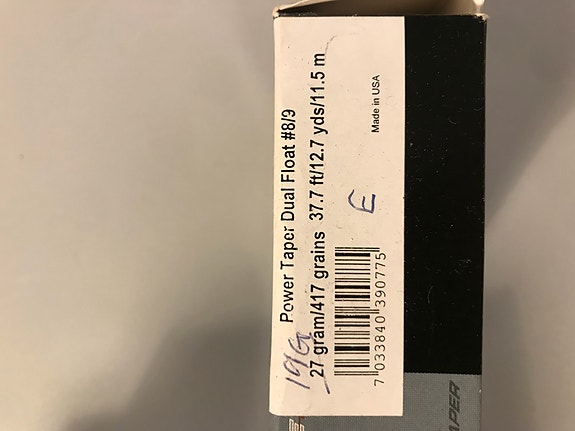 Power Taper Dual Float #8/9
27 gram/417 grains 37.7 ft/12.7 yds/11.5 m
19G
E
Made in USA
7 033840 390775